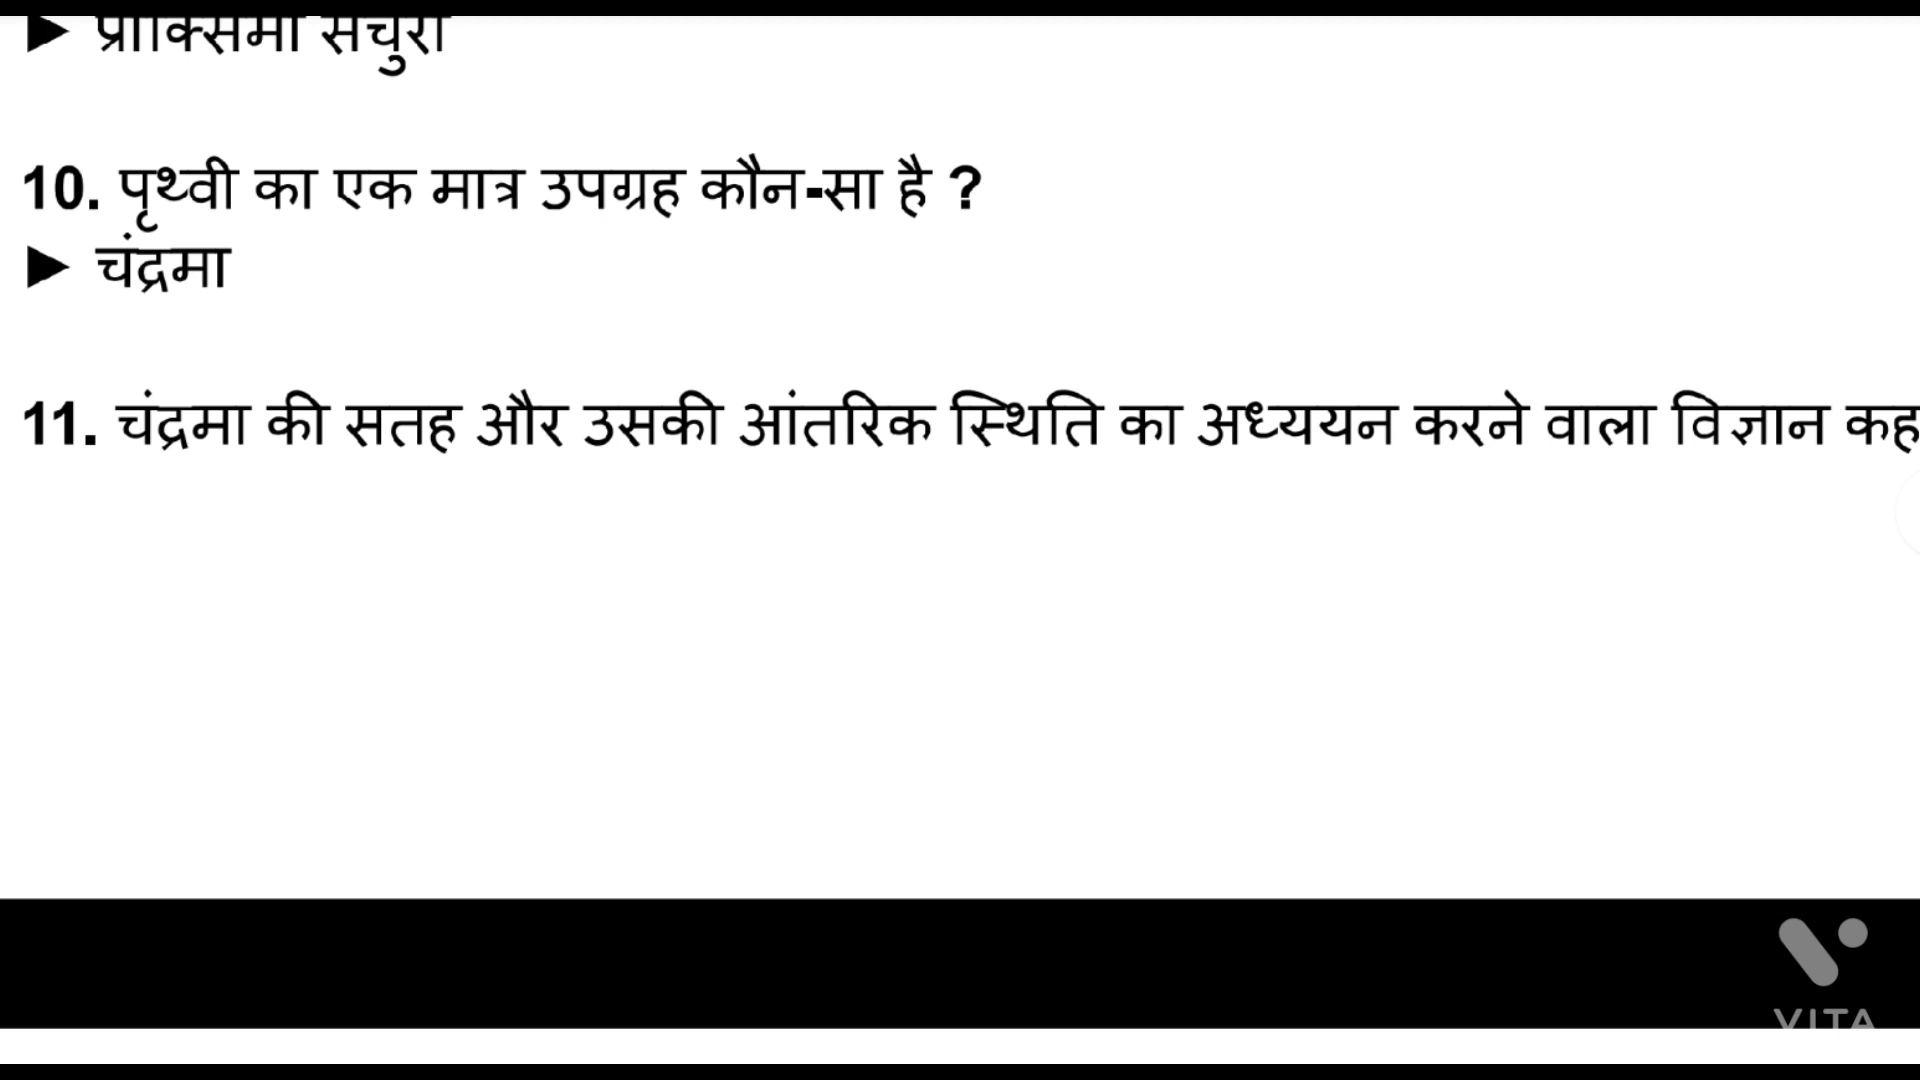 ▶ प्रॉक्सिमा सेंचुरी
10. पृथ्वी का एक मात्र उपग्रह कौन-सा है ?
▶ चंद्रमा
11. चंद्रमा की सतह और उसकी आंतरिक स्थिति का अध्ययन करने वाला विज्ञान कह
VITA